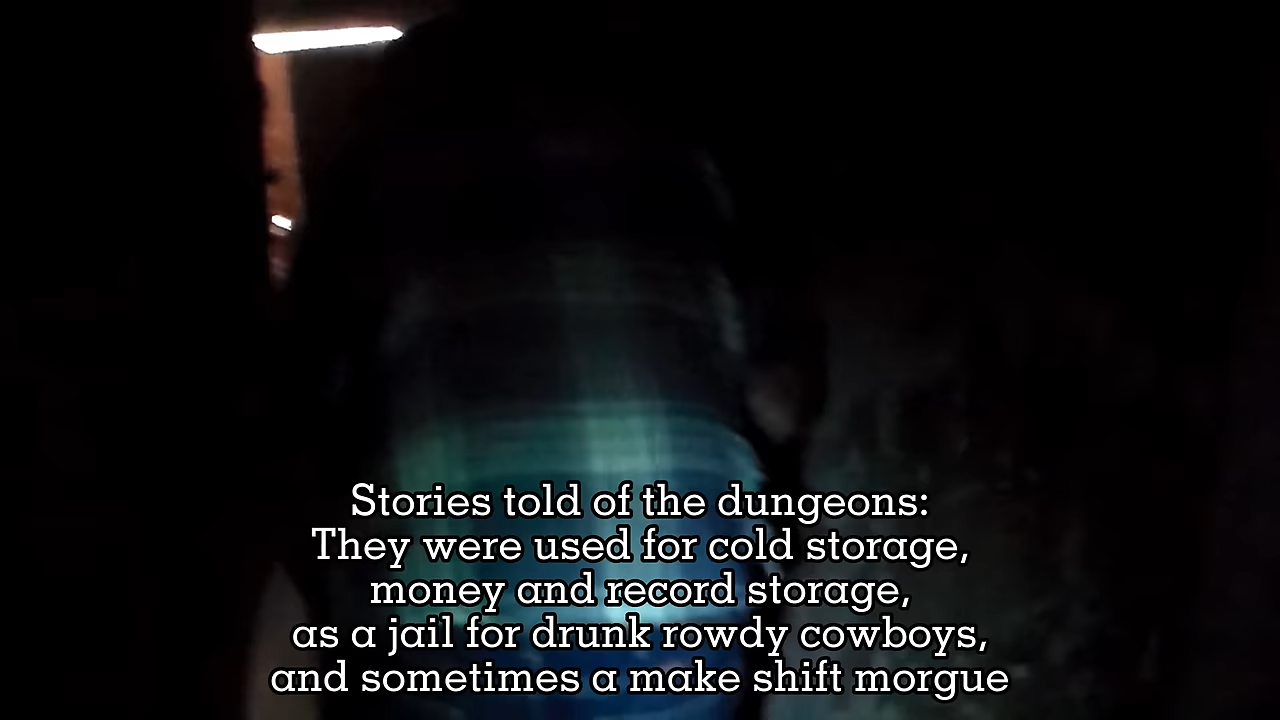 Stories told of the dungeons:
They were used for cold storage,
money and record storage,
as a jail for drunk rowdy cowboys,
and sometimes a make shift morgue